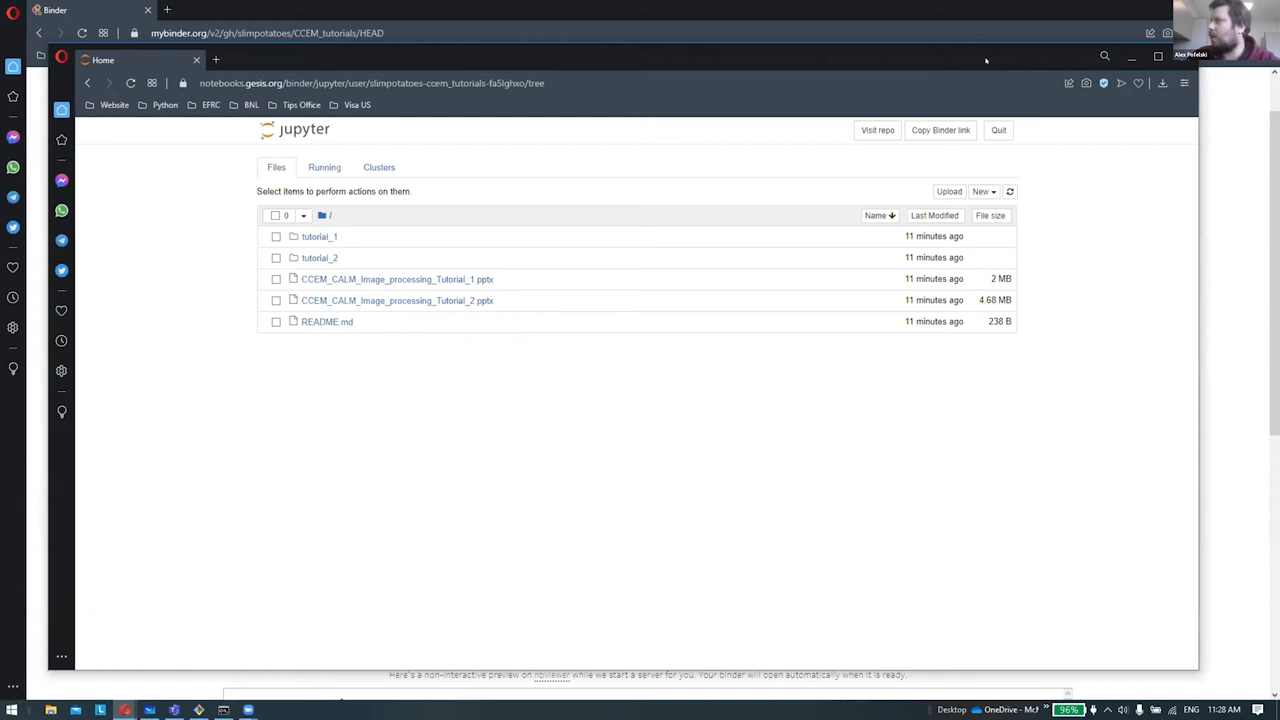 Binder
mybinder.org/v2/gh/slimpotatoes/CCEM_tutorials/HEAD
Alex Pofelski
Home
notebooks.gesis.org/binder/jupyter/user/slimpotatoes-ccem_tutorials-fa5lghxo/tree
Website Python EFRC BNL Tips Office Visa US
jupyter
Visit repo Copy Binder link Quit
Files Running Clusters
Select items to perform actions on them.
Upload New
0 / Name Last Modified File size
tutorial_1 11 minutes ago
tutorial_2 11 minutes ago
CCEM_CALM_Image_processing_Tutorial_1.pptx 11 minutes ago 2 MB
CCEM_CALM_Image_processing_Tutorial_2.pptx 11 minutes ago 4.68 MB
README.md 11 minutes ago 238 B
Here's a non-interactive preview on nbviewer while we start a server for you. Your binder will open automatically when it is ready.
Desktop OneDrive - McM 96% ENG 11:28 AM